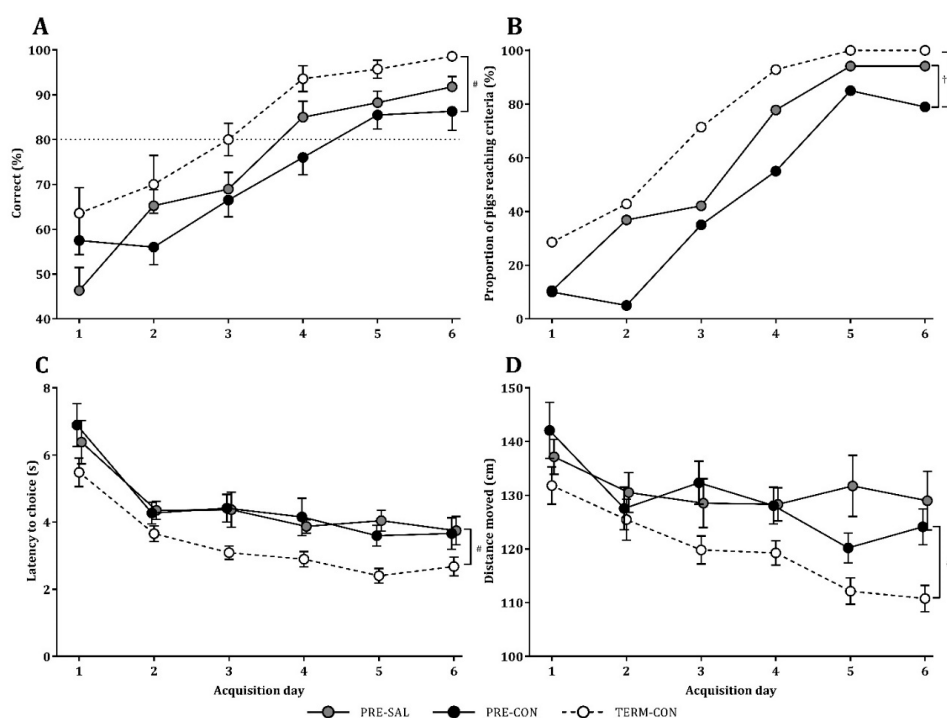 A
B
100
90
80
70
60
50
40
Correct (%)
1 2 3 4 5 6
#
100
80
60
40
20
0
Proportion of pigs reaching criteria (%)
1 2 3 4 5 6
†
C
D
8
6
4
2
0
Latency to choice (s)
1 2 3 4 5 6
Acquisition day
#
150
140
130
120
110
100
Distance moved (cm)
1 2 3 4 5 6
Acquisition day
PRE-SAL PRE-CON TERM-CON